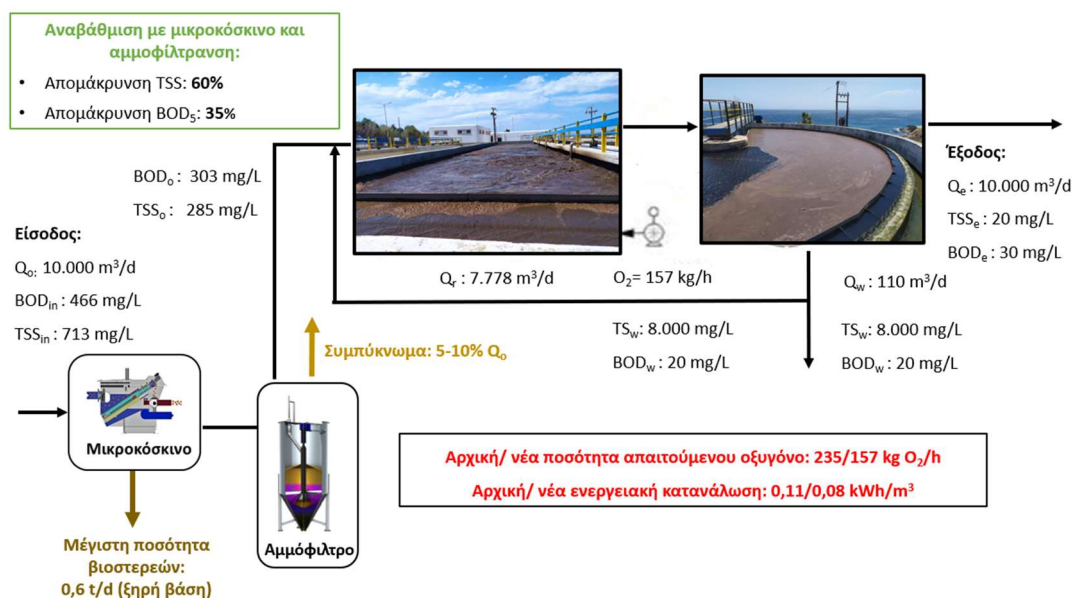 Αναβάθμιση με μικροκόσκινο και
αμμοφίλτρανση:
• Απομάκρυνση TSS: 60%
• Απομάκρυνση BOD5: 35%
BODo : 303 mg/L
TSSo : 285 mg/L
Είσοδος:
Qo: 10.000 m3/d
BODin : 466 mg/L
TSSin : 713 mg/L
Μικροκόσκινο
Μέγιστη ποσότητα
βιοστερεών:
0,6 t/d (ξηρή βάση)
Συμπύκνωμα: 5-10% Qo
Αμμόφιλτρο
Qr : 7.778 m3/d
O2= 157 kg/h
TSw: 8.000 mg/L
BODw : 20 mg/L
Έξοδος:
Qe : 10.000 m3/d
TSSe : 20 mg/L
BODe : 30 mg/L
Qw : 110 m3/d
TSw: 8.000 mg/L
BODw : 20 mg/L
Αρχική/ νέα ποσότητα απαιτούμενου οξυγόνο: 235/157 kg O2/h
Αρχική/ νέα ενεργειακή κατανάλωση: 0,11/0,08 kWh/m3